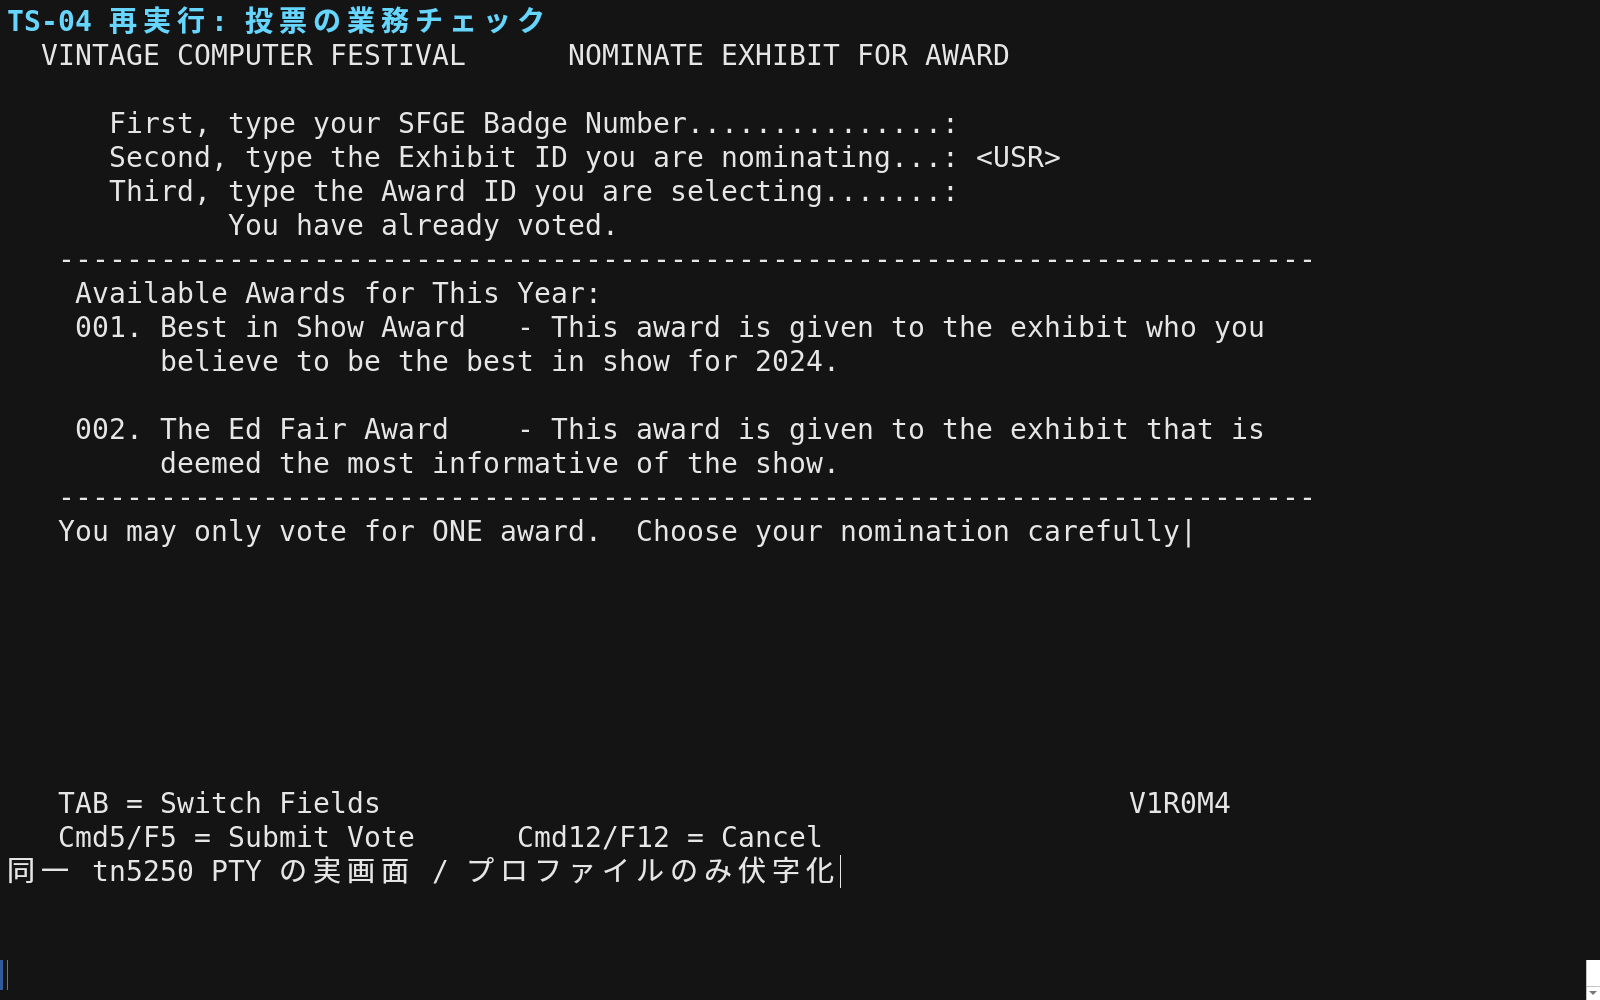 TS-04 再実行: 投票の業務チェック
VINTAGE COMPUTER FESTIVAL      NOMINATE EXHIBIT FOR AWARD
First, type your SFGE Badge Number...............:
Second, type the Exhibit ID you are nominating...: <USR>
Third, type the Award ID you are selecting.......:
You have already voted.
--------------------------------------------------------------------------
Available Awards for This Year:
001. Best in Show Award   - This award is given to the exhibit who you
believe to be the best in show for 2024.
002. The Ed Fair Award    - This award is given to the exhibit that is
deemed the most informative of the show.
--------------------------------------------------------------------------
You may only vote for ONE award.  Choose your nomination carefully|
TAB = Switch Fields                                            V1R0M4
Cmd5/F5 = Submit Vote      Cmd12/F12 = Cancel
同一 tn5250 PTY の実画面 / プロファイルのみ伏字化